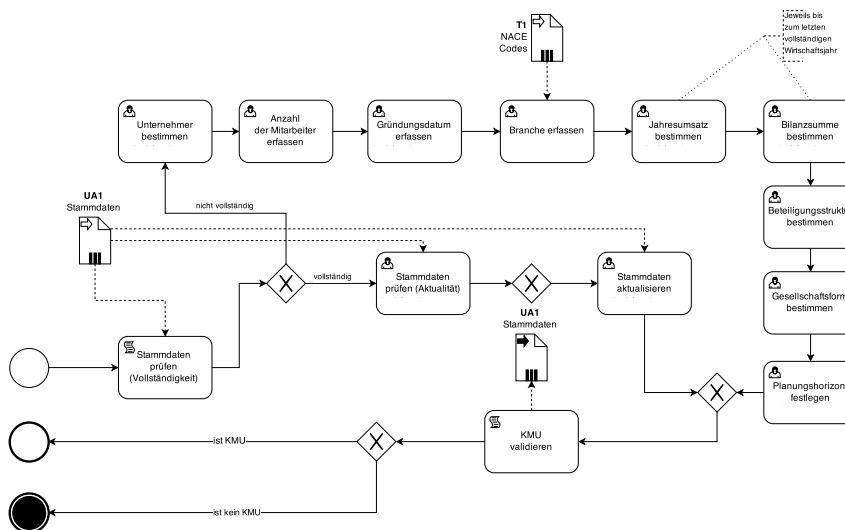 T1
NACE
Codes
Jeweils bis
zum letzten
vollständigen
Wirtschaftsjahr
Unternehmer
bestimmen
Anzahl
der Mitarbeiter
erfassen
Gründungsdatum
erfassen
Branche erfassen
Jahresumsatz
bestimmen
Bilanzsumme
bestimmen
UA1
Stammdaten
nicht vollständig
Beteiligungsstruktu
bestimmen
vollständig
Stammdaten
prüfen (Aktualität)
Stammdaten
aktualisieren
Gesellschaftsform
bestimmen
UA1
Stammdaten
Stammdaten
prüfen
(Vollständigkeit)
Planungshorizon
festlegen
ist KMU
KMU
validieren
ist kein KMU